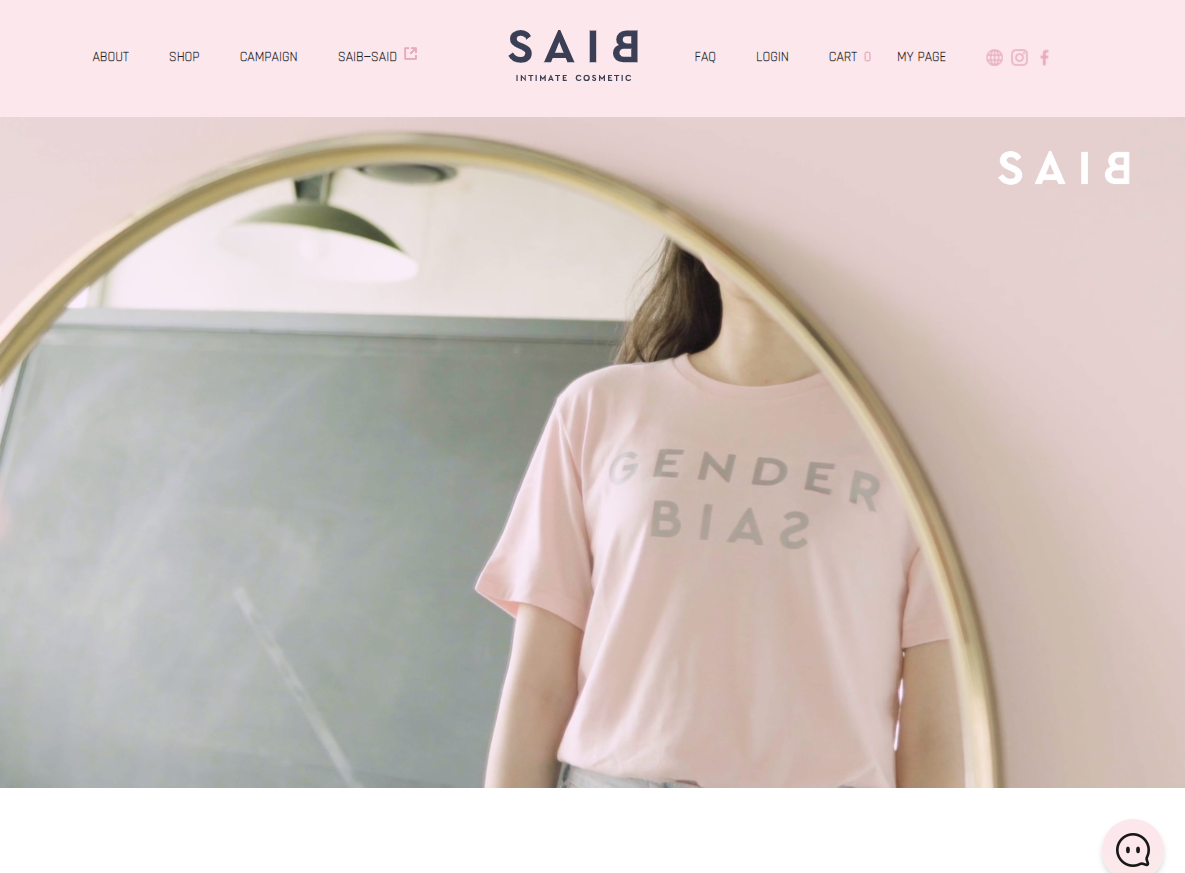 ABOUT SHOP CAMPAIGN SAIB-SAID
SAIB
INTIMATE COSMETIC
FAQ LOGIN CART 0 MY PAGE
SAIB
GENDER
BIAS